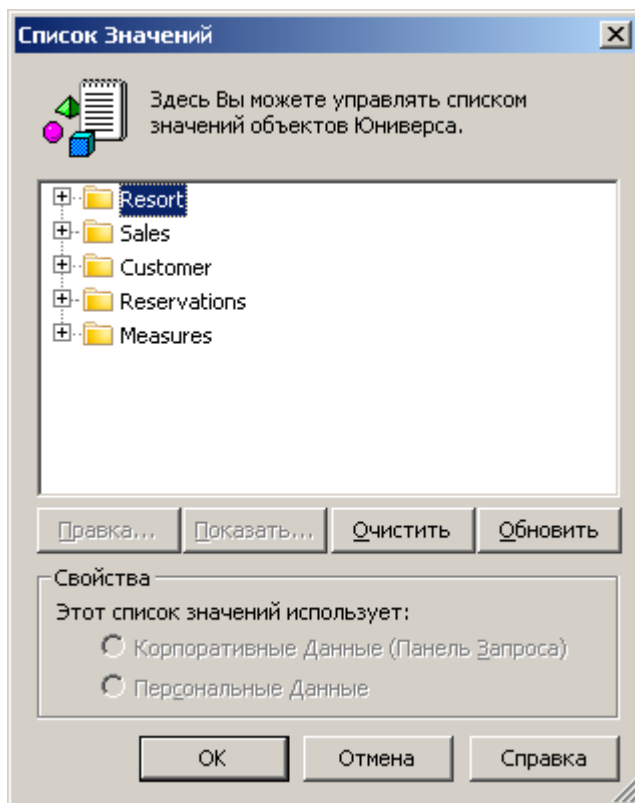 Список Значений
Здесь Вы можете управлять списком
значений объектов Юниверса.
Resort
Sales
Customer
Reservations
Measures
Правка... Показать... Очистить Обновить
Свойства
Этот список значений использует:
Корпоративные Данные (Панель Запроса)
Персональные Данные
OK Отмена Справка